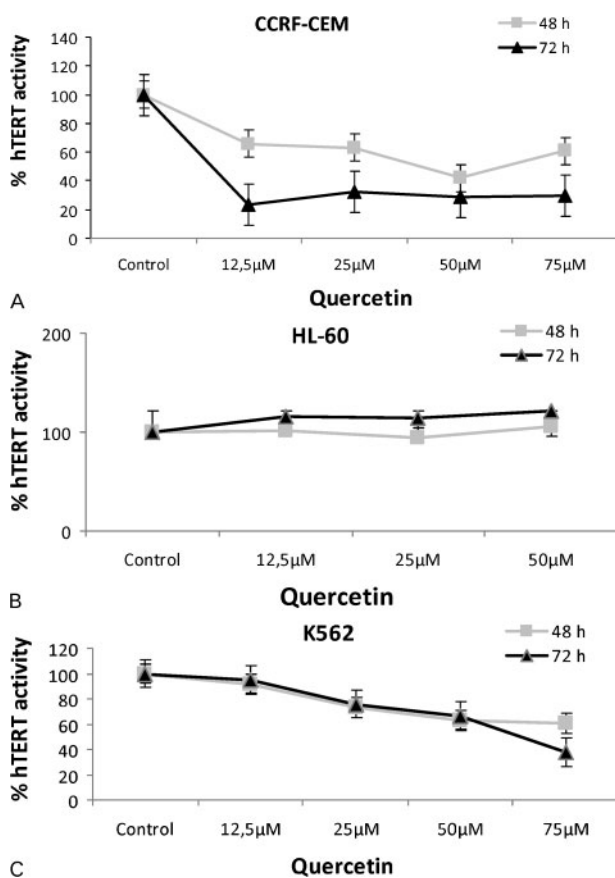 CCRF-CEM
48 h
72 h
% hTERT activity
140
120
100
80
60
40
20
0
Control 12,5µM 25µM 50µM 75µM
A
Quercetin
HL-60
48 h
72 h
% hTERT activity
200
100
0
Control 12,5µM 25µM 50µM
B
Quercetin
K562
48 h
72 h
% hTERT activity
120
100
80
60
40
20
0
Control 12,5µM 25µM 50µM 75µM
C
Quercetin